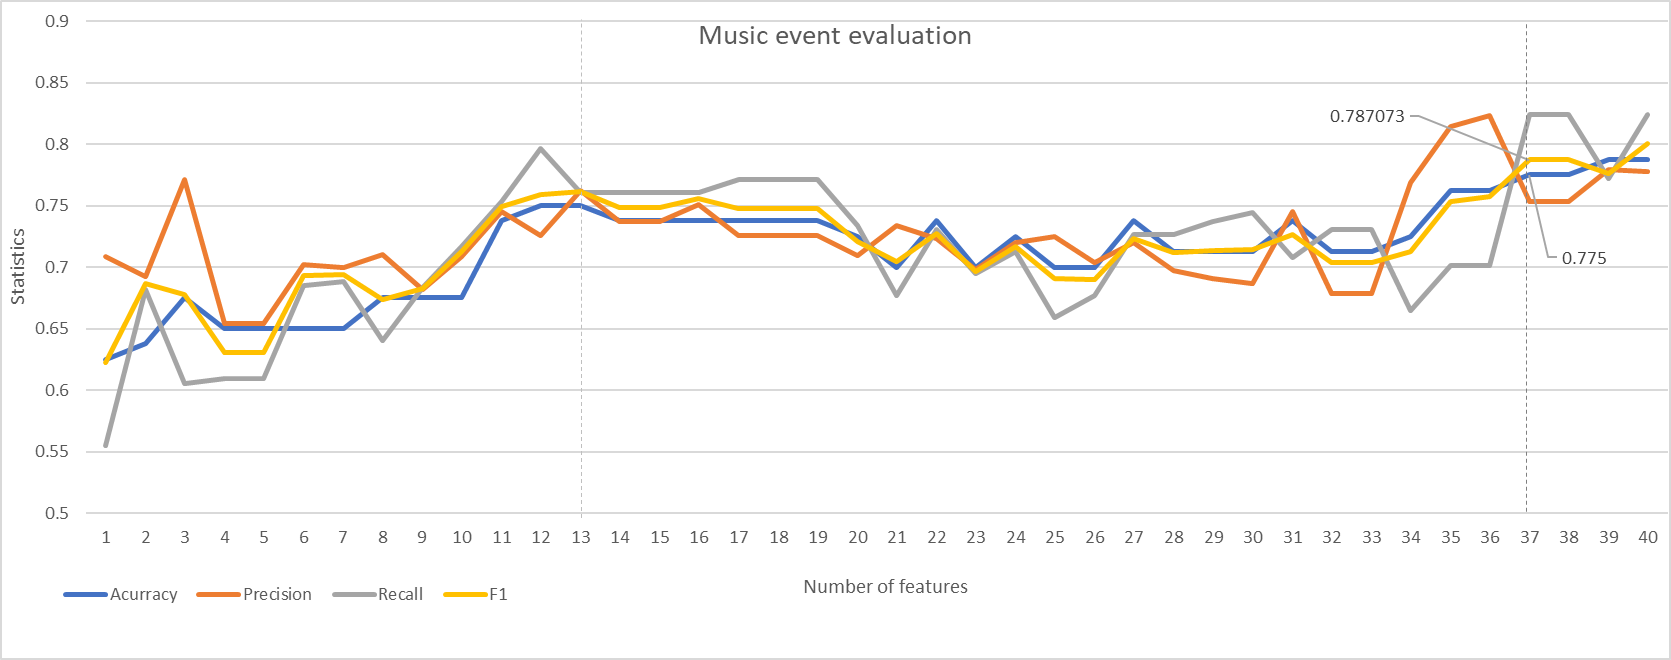 Music event evaluation
0.9
0.85
0.8
0.75
0.7
0.65
0.6
0.55
0.5
Statistics
0.787073
0.775
1 2 3 4 5 6 7 8 9 10 11 12 13 14 15 16 17 18 19 20 21 22 23 24 25 26 27 28 29 30 31 32 33 34 35 36 37 38 39 40
Number of features
Acurracy Precision Recall F1